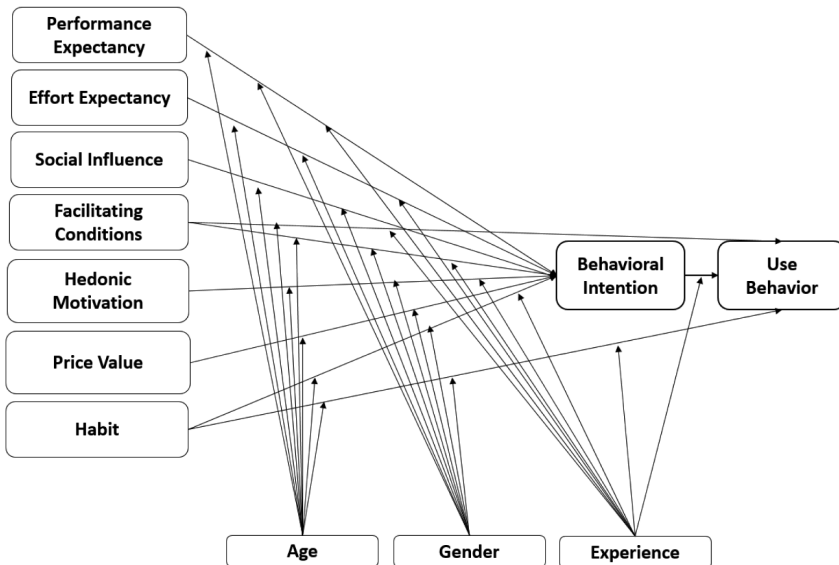 Performance
Expectancy
Effort Expectancy
Social Influence
Facilitating
Conditions
Hedonic
Motivation
Price Value
Habit
Behavioral
Intention
Use
Behavior
Age
Gender
Experience